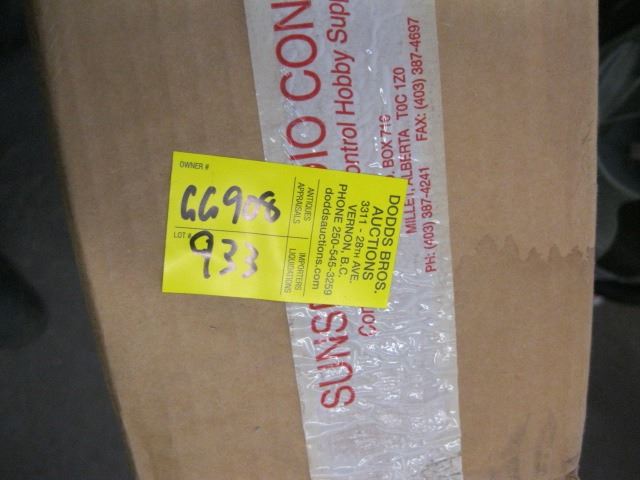 OWNER #
GG908
LOT #
933
ANTIQUES
APPRAISALS
IMPORTERS
LIQUIDATIONS
DODDS BROS.
AUCTIONS
3311 - 28TH AVE.
VERNON, B.C.
PHONE 250-545-3259
doddsauctions.com
DIO CON
ontrol Hobby Supp
BOX 710
MILLET, ALBERTA T0C 1Z0
PH: (403) 387-4241 FAX: (403) 387-4697